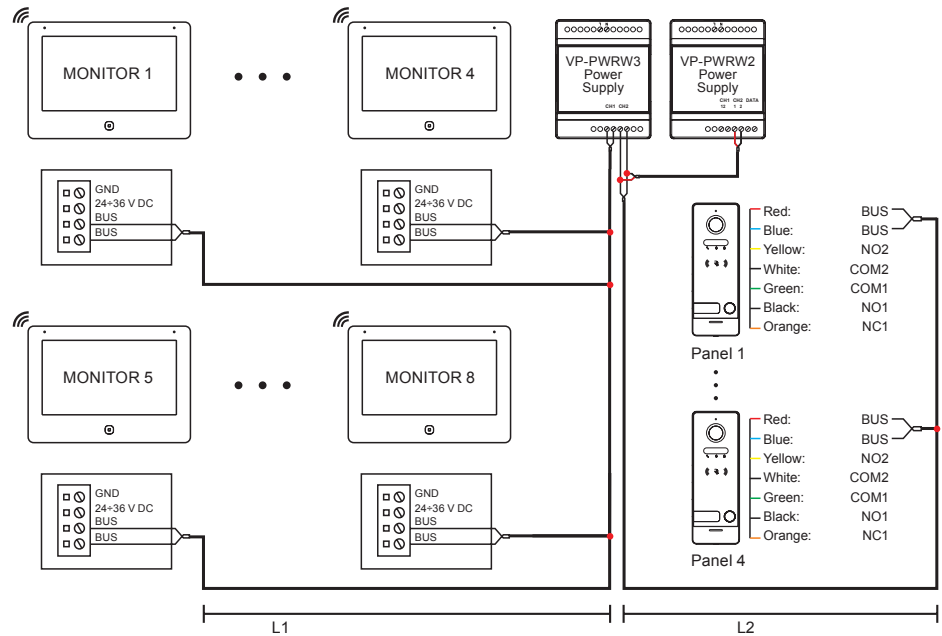 MONITOR 1
MONITOR 4
L N
VP-PWRW3
Power
Supply
CH1 CH2
L N
VP-PWRW2
Power
Supply
CH1 CH2 DATA
12 1 2
GND
24÷36 V DC
BUS
BUS
GND
24÷36 V DC
BUS
BUS
Red: BUS
Blue: BUS
Yellow: NO2
White: COM2
Green: COM1
Black: NO1
Orange: NC1
Panel 1
MONITOR 5
MONITOR 8
GND
24÷36 V DC
BUS
BUS
GND
24÷36 V DC
BUS
BUS
Red: BUS
Blue: BUS
Yellow: NO2
White: COM2
Green: COM1
Black: NO1
Orange: NC1
Panel 4
L1
L2